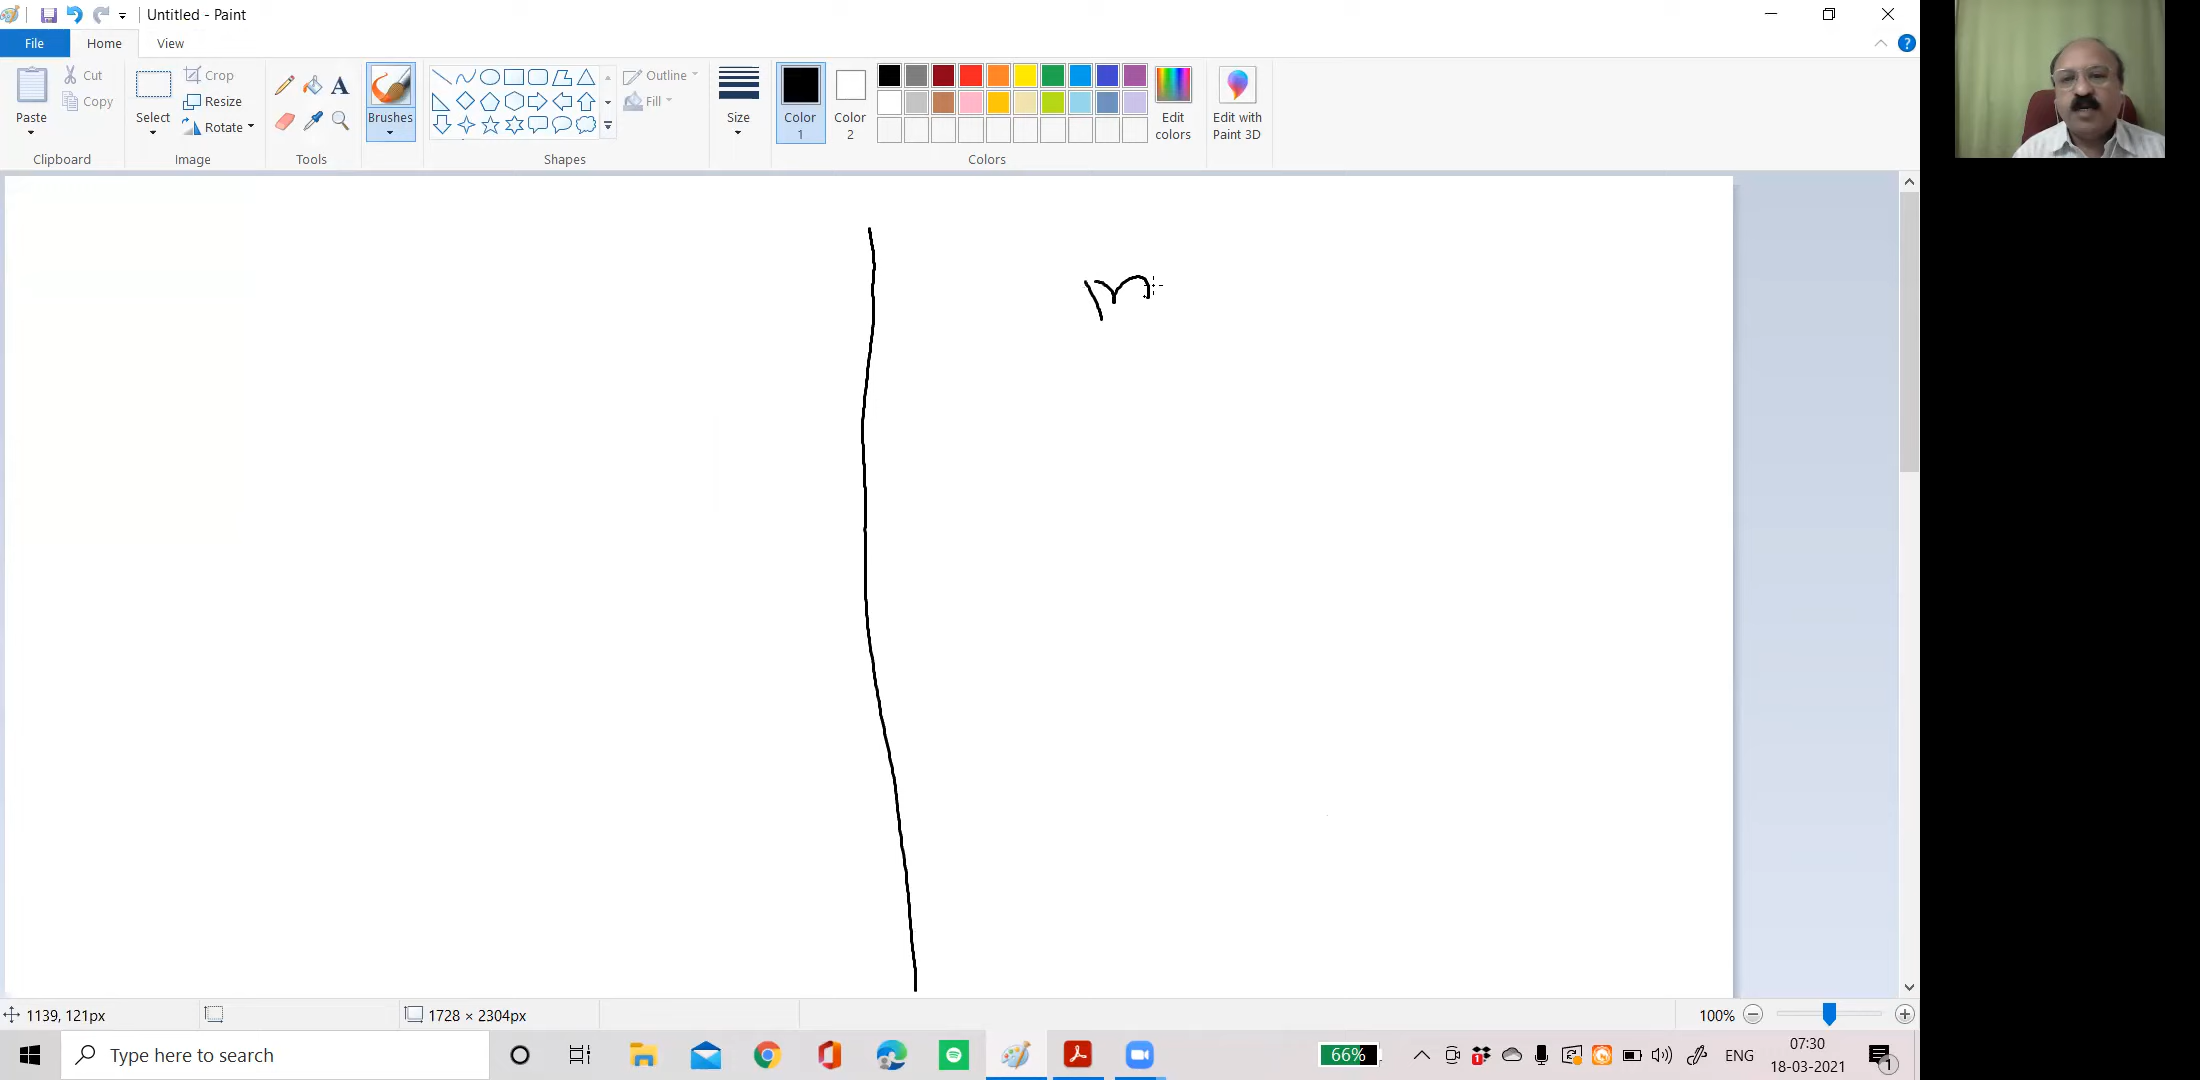 Untitled - Paint
File Home View
Paste Cut Copy Clipboard
Select Crop Resize Rotate Image
Tools
Brushes
Outline Fill Shapes
Size
Color 1 Color 2 Edit colors Colors
Edit with Paint 3D
m
1139, 121px 1728 × 2304px 100%
Type here to search 66% 1 ENG 07:30 18-03-2021 1